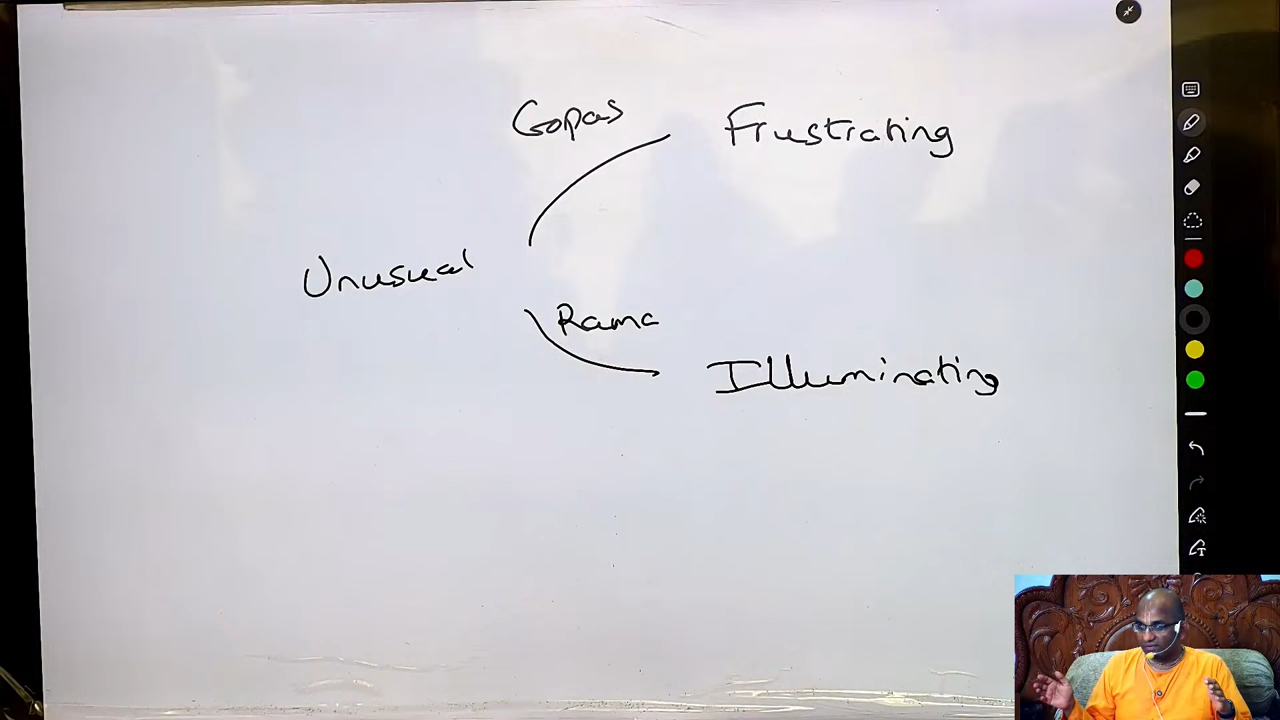 Gopas
Frustrating
Unusual
Rama
Illuminating